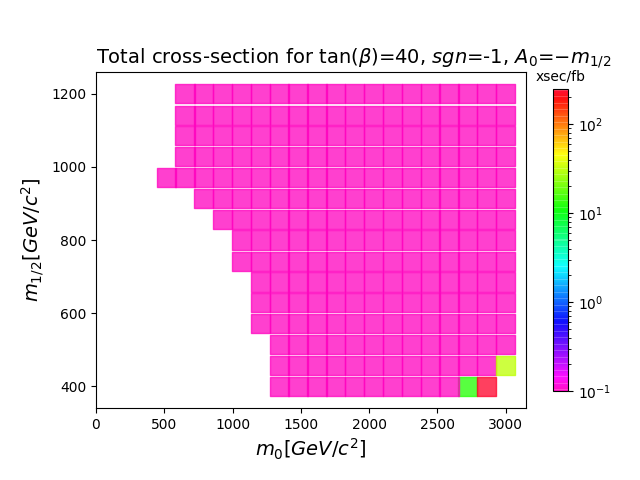 Total cross-section for tan(β)=40, sgn=-1, A₀=−m₁/₂
xsec/fb
m₁/₂[GeV/c²]
1200
1000
800
600
400
0 500 1000 1500 2000 2500 3000
m₀[GeV/c²]
10²
10¹
10⁰
10⁻¹